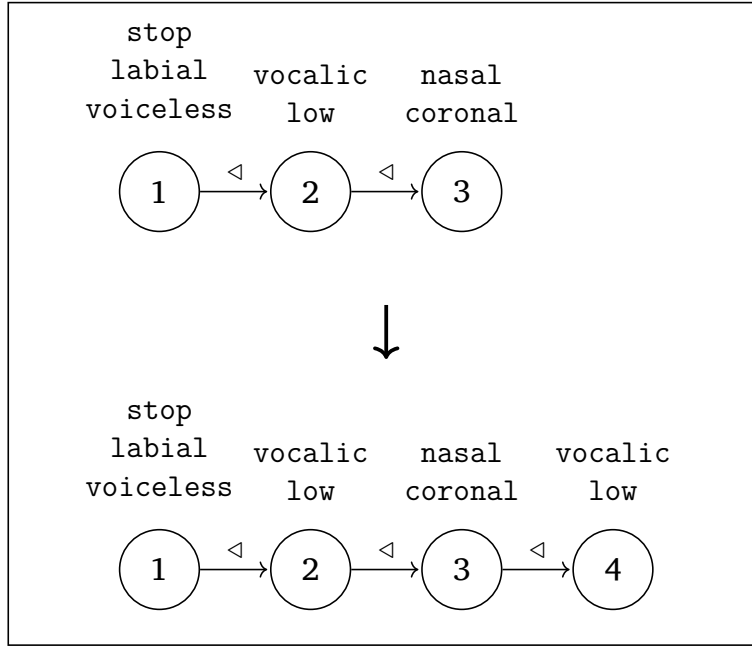 stop
labial
voiceless
vocalic
low
nasal
coronal
◁ ◁
1 2 3
stop
labial
voiceless
vocalic
low
nasal
coronal
vocalic
low
◁ ◁ ◁
1 2 3 4